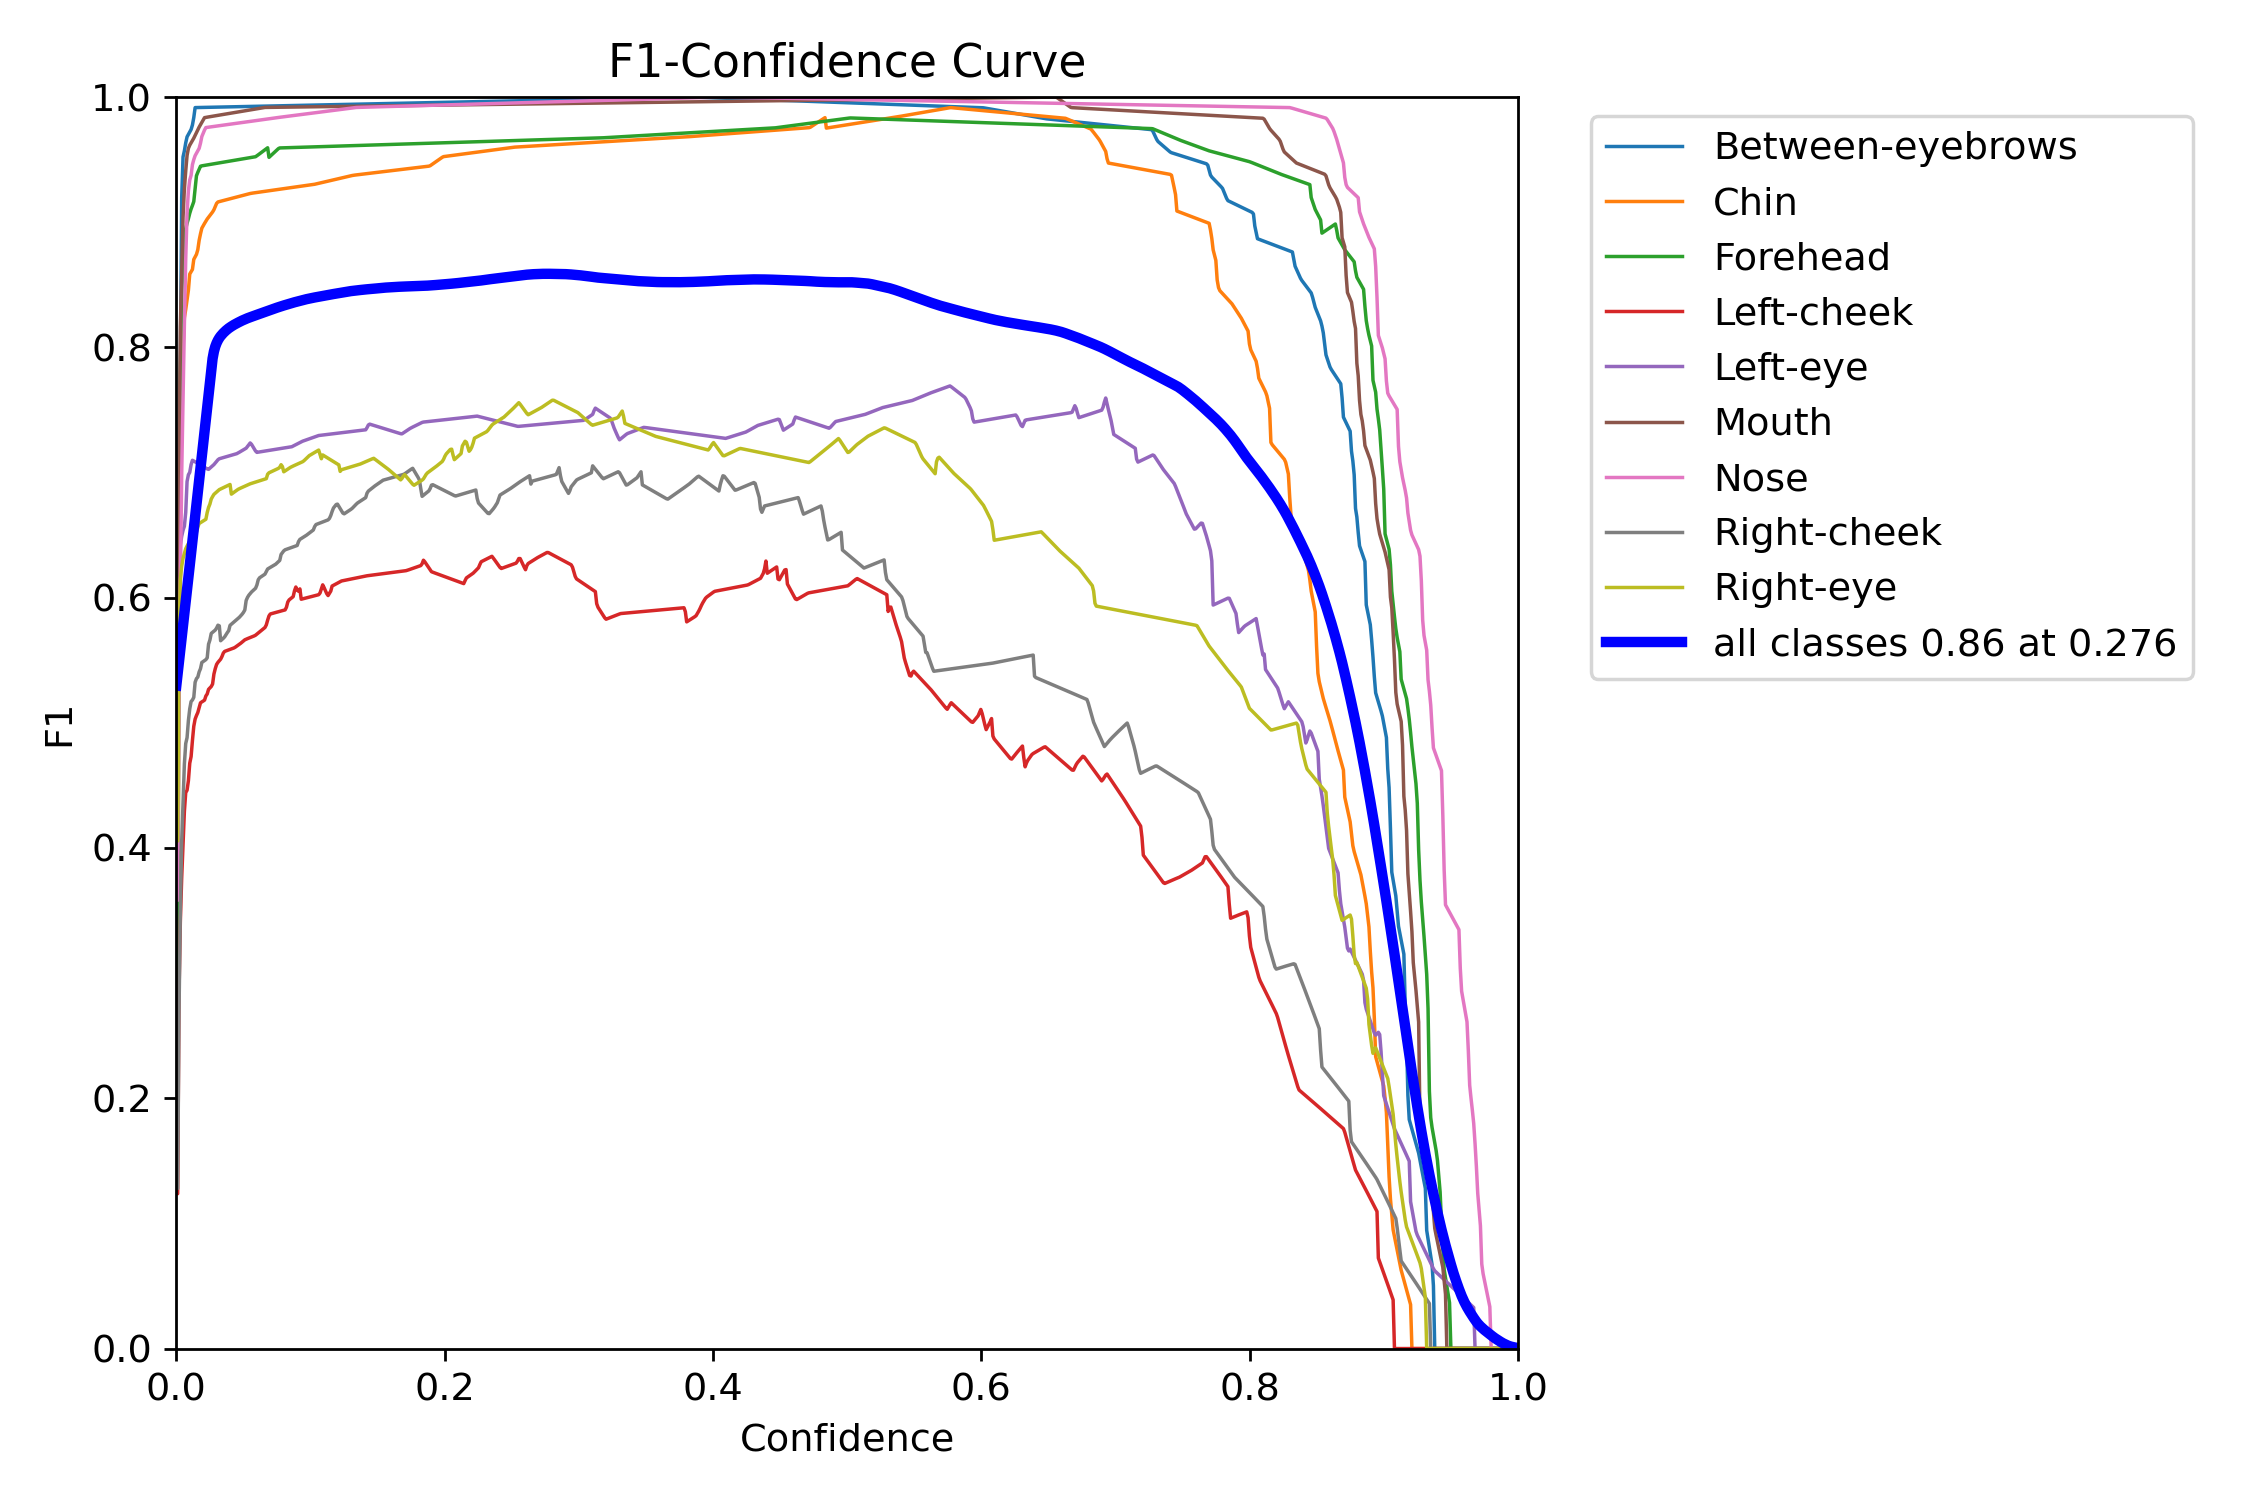 F1-Confidence Curve
1.0
0.8
0.6
0.4
0.2
0.0
F1
0.0 0.2 0.4 0.6 0.8 1.0
Confidence
Between-eyebrows
Chin
Forehead
Left-cheek
Left-eye
Mouth
Nose
Right-cheek
Right-eye
all classes 0.86 at 0.276